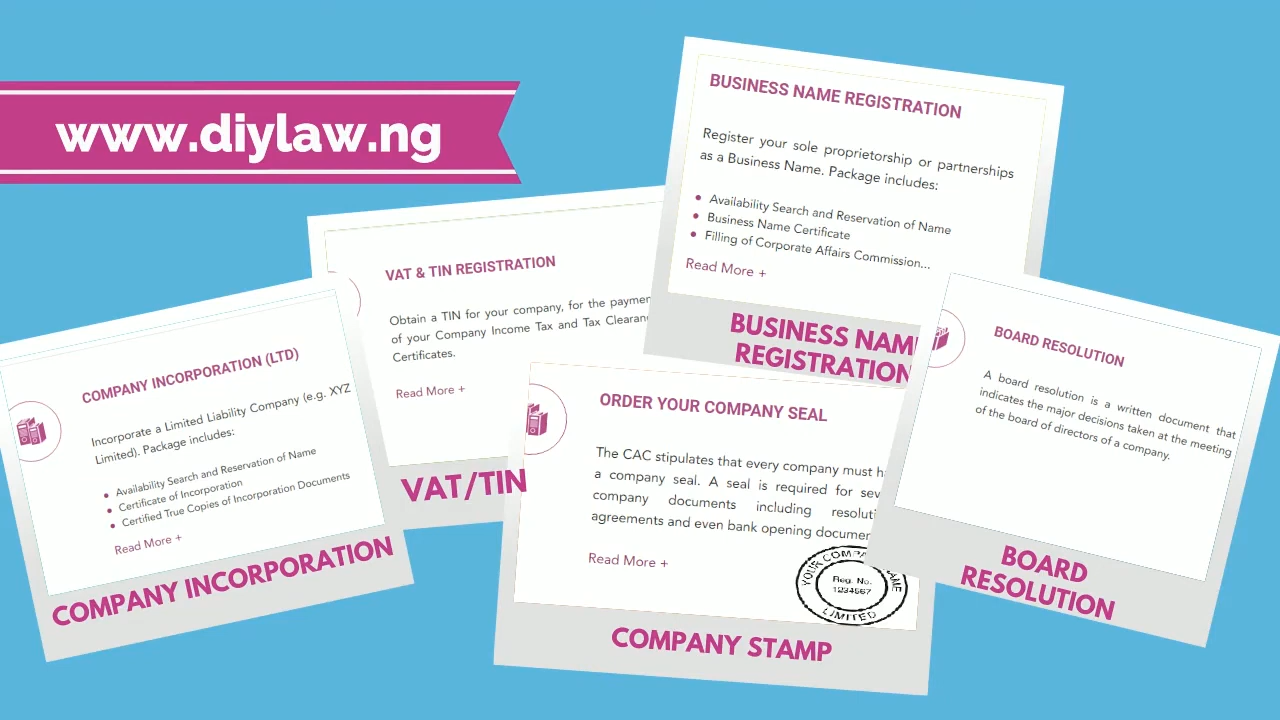 www.diylaw.ng
BUSINESS NAME REGISTRATION
Register your sole proprietorship or partnerships
as a Business Name. Package includes:
Availability Search and Reservation of Name
Business Name Certificate
Filling of Corporate Affairs Commission...
Read More +
BUSINESS NAM
REGISTRATION
VAT & TIN REGISTRATION
Obtain a TIN for your company, for the paymen
of your Company Income Tax and Tax Clearan
Certificates.
Read More +
VAT/TIN
COMPANY INCORPORATION (LTD)
Incorporate a Limited Liability Company (e.g. XYZ
Limited). Package includes:
Availability Search and Reservation of Name
Certificate of Incorporation
Certified True Copies of Incorporation Documents
Read More +
COMPANY INCORPORATION
ORDER YOUR COMPANY SEAL
The CAC stipulates that every company must h
a company seal. A seal is required for sev
company documents including resoluti
agreements and even bank opening documen
Read More +
YOUR COMPA NAME
Reg. No.
1234567
LIMITED
COMPANY STAMP
BOARD RESOLUTION
A board resolution is a written document that
indicates the major decisions taken at the meeting
of the board of directors of a company.
BOARD
RESOLUTION